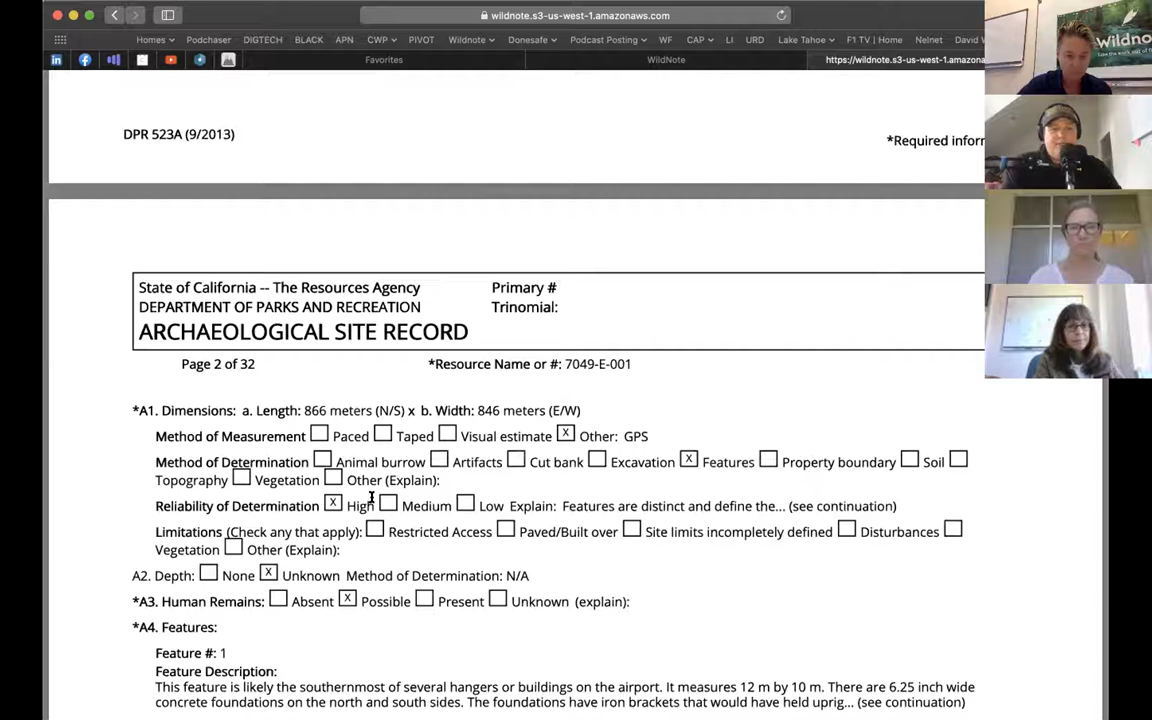 wildnote.s3-us-west-1.amazonaws.com
Homes Podchaser DIGTECH BLACK APN CWP PIVOT Wildnote Donesafe Podcast Posting WF CAP LI URD Lake Tahoe F1 TV | Home Nelnet David W
Favorites WildNote https://wildnote.s3-us-west-1.amazona
Wildno
DPR 523A (9/2013)
*Required inforr
State of California -- The Resources Agency Primary #
DEPARTMENT OF PARKS AND RECREATION Trinomial:
ARCHAEOLOGICAL SITE RECORD
Page 2 of 32 *Resource Name or #: 7049-E-001
*A1. Dimensions: a. Length: 866 meters (N/S) x b. Width: 846 meters (E/W)
Method of Measurement Paced Taped Visual estimate X Other: GPS
Method of Determination Animal burrow Artifacts Cut bank Excavation X Features Property boundary Soil
Topography Vegetation Other (Explain):
Reliability of Determination X High Medium Low Explain: Features are distinct and define the... (see continuation)
Limitations (Check any that apply): Restricted Access Paved/Built over Site limits incompletely defined Disturbances
Vegetation Other (Explain):
A2. Depth: None X Unknown Method of Determination: N/A
*A3. Human Remains: Absent X Possible Present Unknown (explain):
*A4. Features:
Feature #: 1
Feature Description:
This feature is likely the southernmost of several hangers or buildings on the airport. It measures 12 m by 10 m. There are 6.25 inch wide
concrete foundations on the north and south sides. The foundations have iron brackets that would have held uprig... (see continuation)